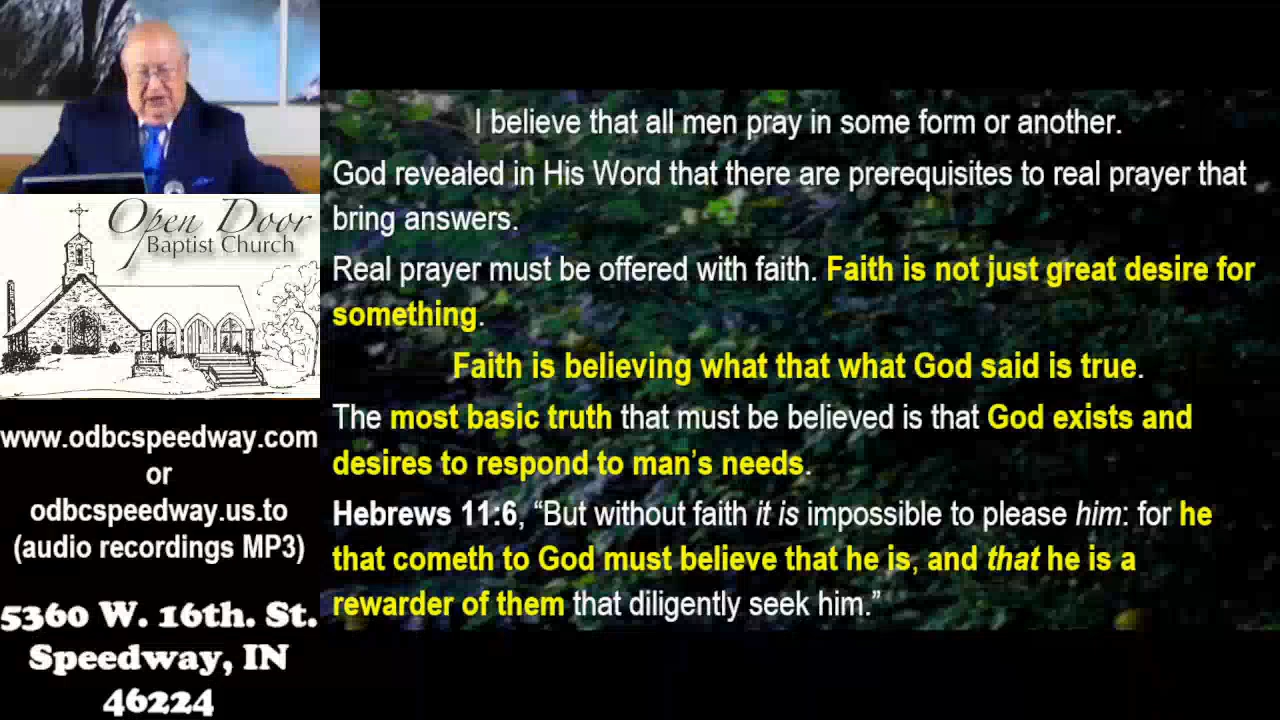 Open Door
Baptist Church
www.odbcspeedway.com
or
odbcspeedway.us.to
(audio recordings MP3)
5360 W. 16th. St.
Speedway, IN
46224
I believe that all men pray in some form or another.
God revealed in His Word that there are prerequisites to real prayer that
bring answers.
Real prayer must be offered with faith. Faith is not just great desire for
something.
Faith is believing what that what God said is true.
The most basic truth that must be believed is that God exists and
desires to respond to man’s needs.
Hebrews 11:6, “But without faith it is impossible to please him: for he
that cometh to God must believe that he is, and that he is a
rewarder of them that diligently seek him.”